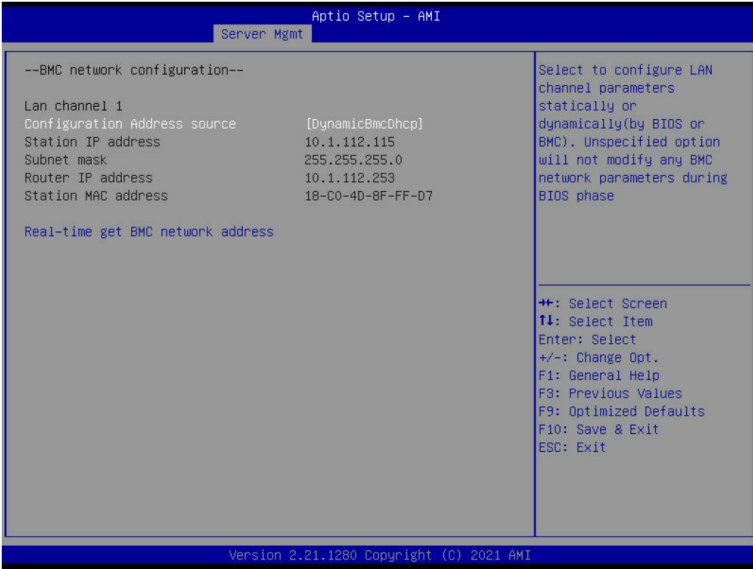 Aptio Setup - AMI
Server Mgmt
--BMC network configuration--
Lan channel 1
Configuration Address source [DynamicBmcDhcp]
Station IP address 10.1.112.115
Subnet mask 255.255.255.0
Router IP address 10.1.112.253
Station MAC address 18-C0-4D-8F-FF-D7
Real-time get BMC network address
Select to configure LAN
channel parameters
statically or
dynamically(by BIOS or
BMC). Unspecified option
will not modify any BMC
network parameters during
BIOS phase
→←: Select Screen
↑↓: Select Item
Enter: Select
+/-: Change Opt.
F1: General Help
F3: Previous Values
F9: Optimized Defaults
F10: Save & Exit
ESC: Exit
Version 2.21.1280 Copyright (C) 2021 AMI